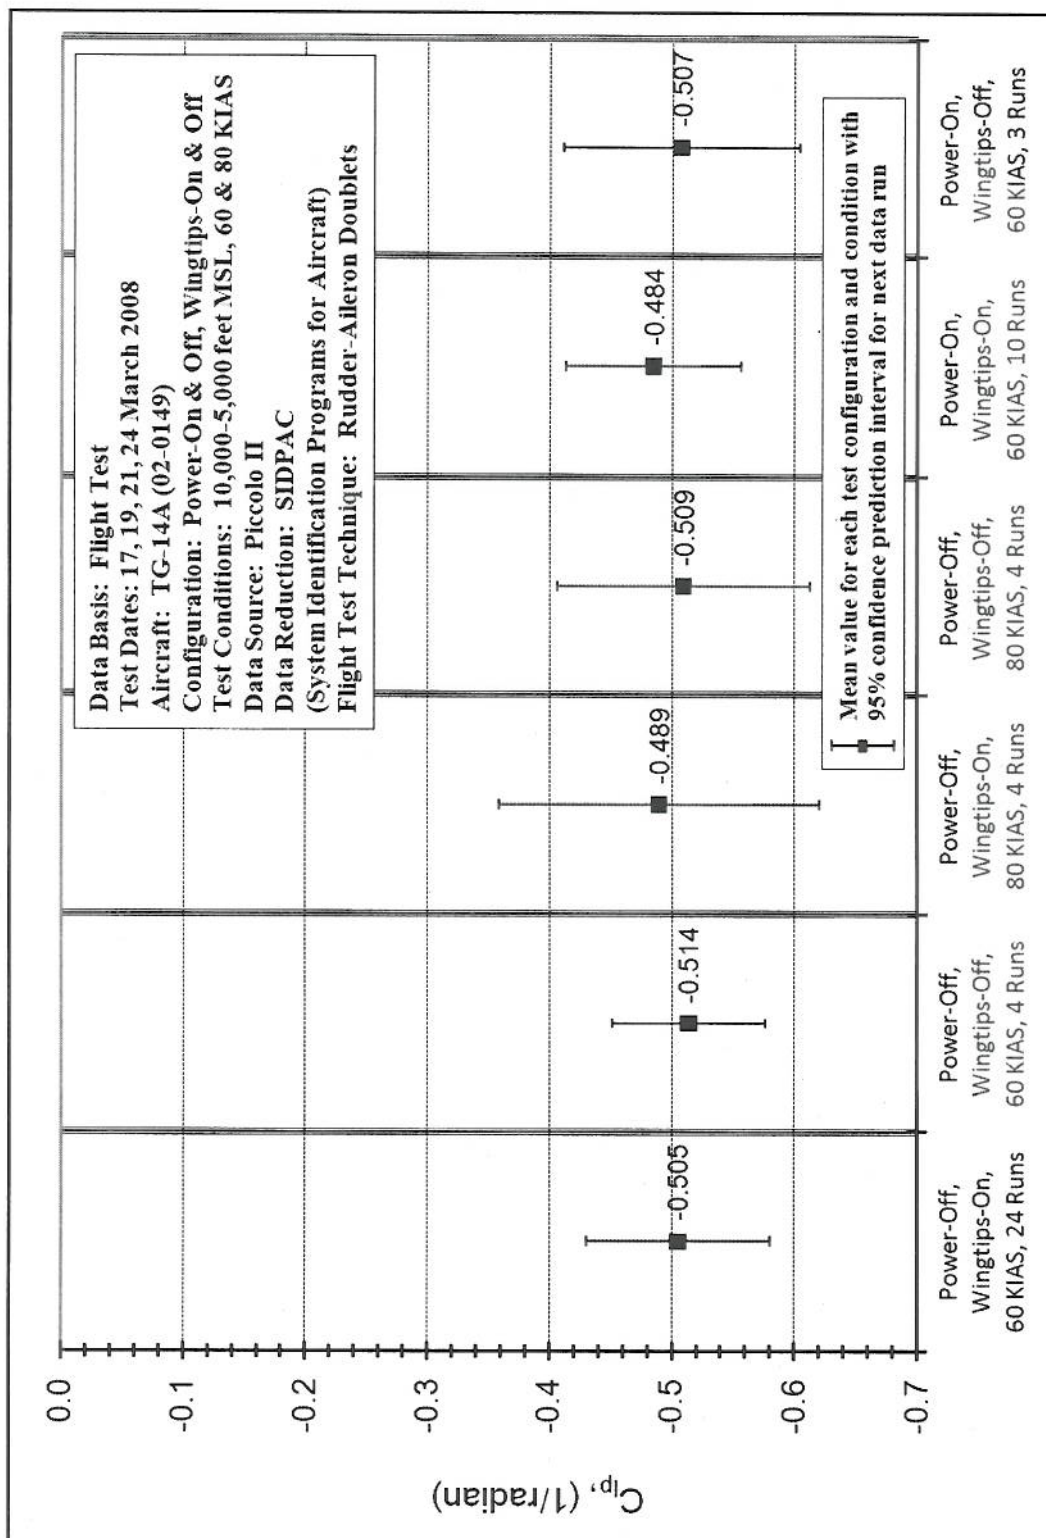 0.0
-0.1
-0.2
-0.3
-0.4
-0.5
-0.6
-0.7
Clp, (1/radian)
Data Basis: Flight Test
Test Dates: 17, 19, 21, 24 March 2008
Aircraft: TG-14A (02-0149)
Configuration: Power-On & Off, Wingtips-On & Off
Test Conditions: 10,000-5,000 feet MSL, 60 & 80 KIAS
Data Source: Piccolo II
Data Reduction: SIDPAC
(System Identification Programs for Aircraft)
Flight Test Technique: Rudder-Aileron Doublets
-0.505
-0.514
-0.489
-0.509
-0.484
-0.507
Mean value for each test configuration and condition with
95% confidence prediction interval for next data run
Power-Off,
Wingtips-On,
60 KIAS, 24 Runs
Power-Off,
Wingtips-Off,
60 KIAS, 4 Runs
Power-Off,
Wingtips-On,
80 KIAS, 4 Runs
Power-Off,
Wingtips-Off,
80 KIAS, 4 Runs
Power-On,
Wingtips-On,
60 KIAS, 10 Runs
Power-On,
Wingtips-Off,
60 KIAS, 3 Runs